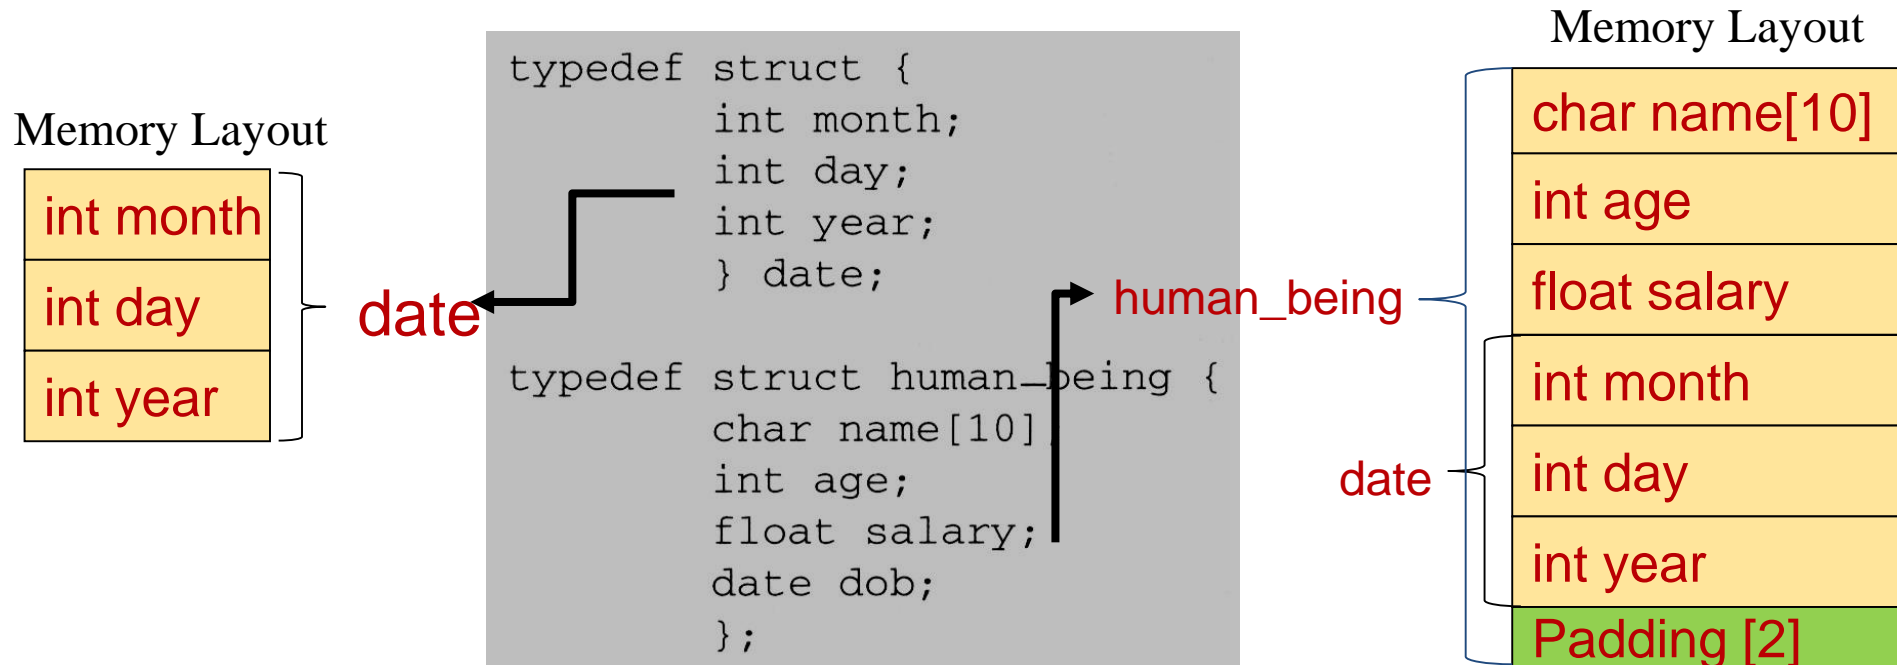 Memory Layout
int month
int day
int year
date
typedef struct {
int month;
int day;
int year;
} date;
typedef struct human_being {
char name[10]
int age;
float salary;
date dob;
};
human_being
Memory Layout
char name[10]
int age
float salary
int month
int day
int year
date
Padding [2]